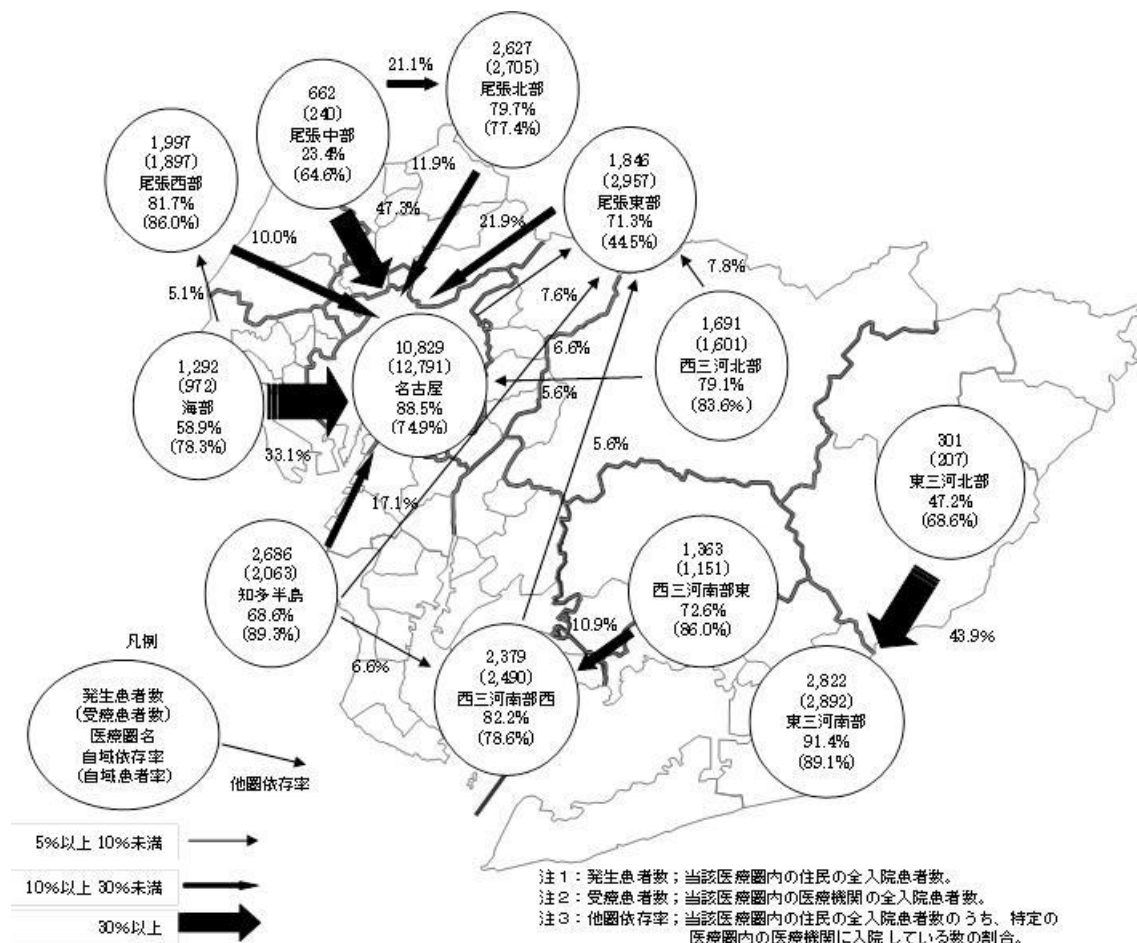 2,627
(2,705)
尾張北部
79.7%
(77.4%)
21.1%
662
(240)
尾張中部
23.4%
(64.6%)
1,997
(1,897)
尾張西部
81.7%
(86.0%)
11.9%
47.3%
1,846
(2,957)
尾張東部
71.3%
(44.5%)
21.9%
10.0%
5.1%
7.6%
7.8%
1,691
(1,601)
西三河北部
79.1%
(83.6%)
6.6%
5.6%
10,829
(12,791)
名古屋
88.5%
(74.9%)
1,292
(972)
海部
58.9%
(78.3%)
33.1%
17.1%
5.6%
301
(207)
東三河北部
47.2%
(68.6%)
43.9%
2,686
(2,063)
知多半島
68.6%
(89.3%)
6.6%
1,363
(1,151)
西三河南部東
72.6%
(86.0%)
10.9%
2,379
(2,490)
西三河南部西
82.2%
(78.6%)
2,822
(2,892)
東三河南部
91.4%
(89.1%)
凡例
発生患者数
(受療患者数)
医療圏名
自域依存率
(自域患者率)
他圏依存率
5%以上 10%未満
10%以上 30%未満
30%以上
注1:発生患者数;当該医療圏内の住民の全入院患者数。
注2:受療患者数;当該医療圏内の医療機関の全入院患者数。
注3:他圏依存率;当該医療圏内の住民の全入院患者数のうち、特定の
医療圏内の医療機関に入院している数の割合。